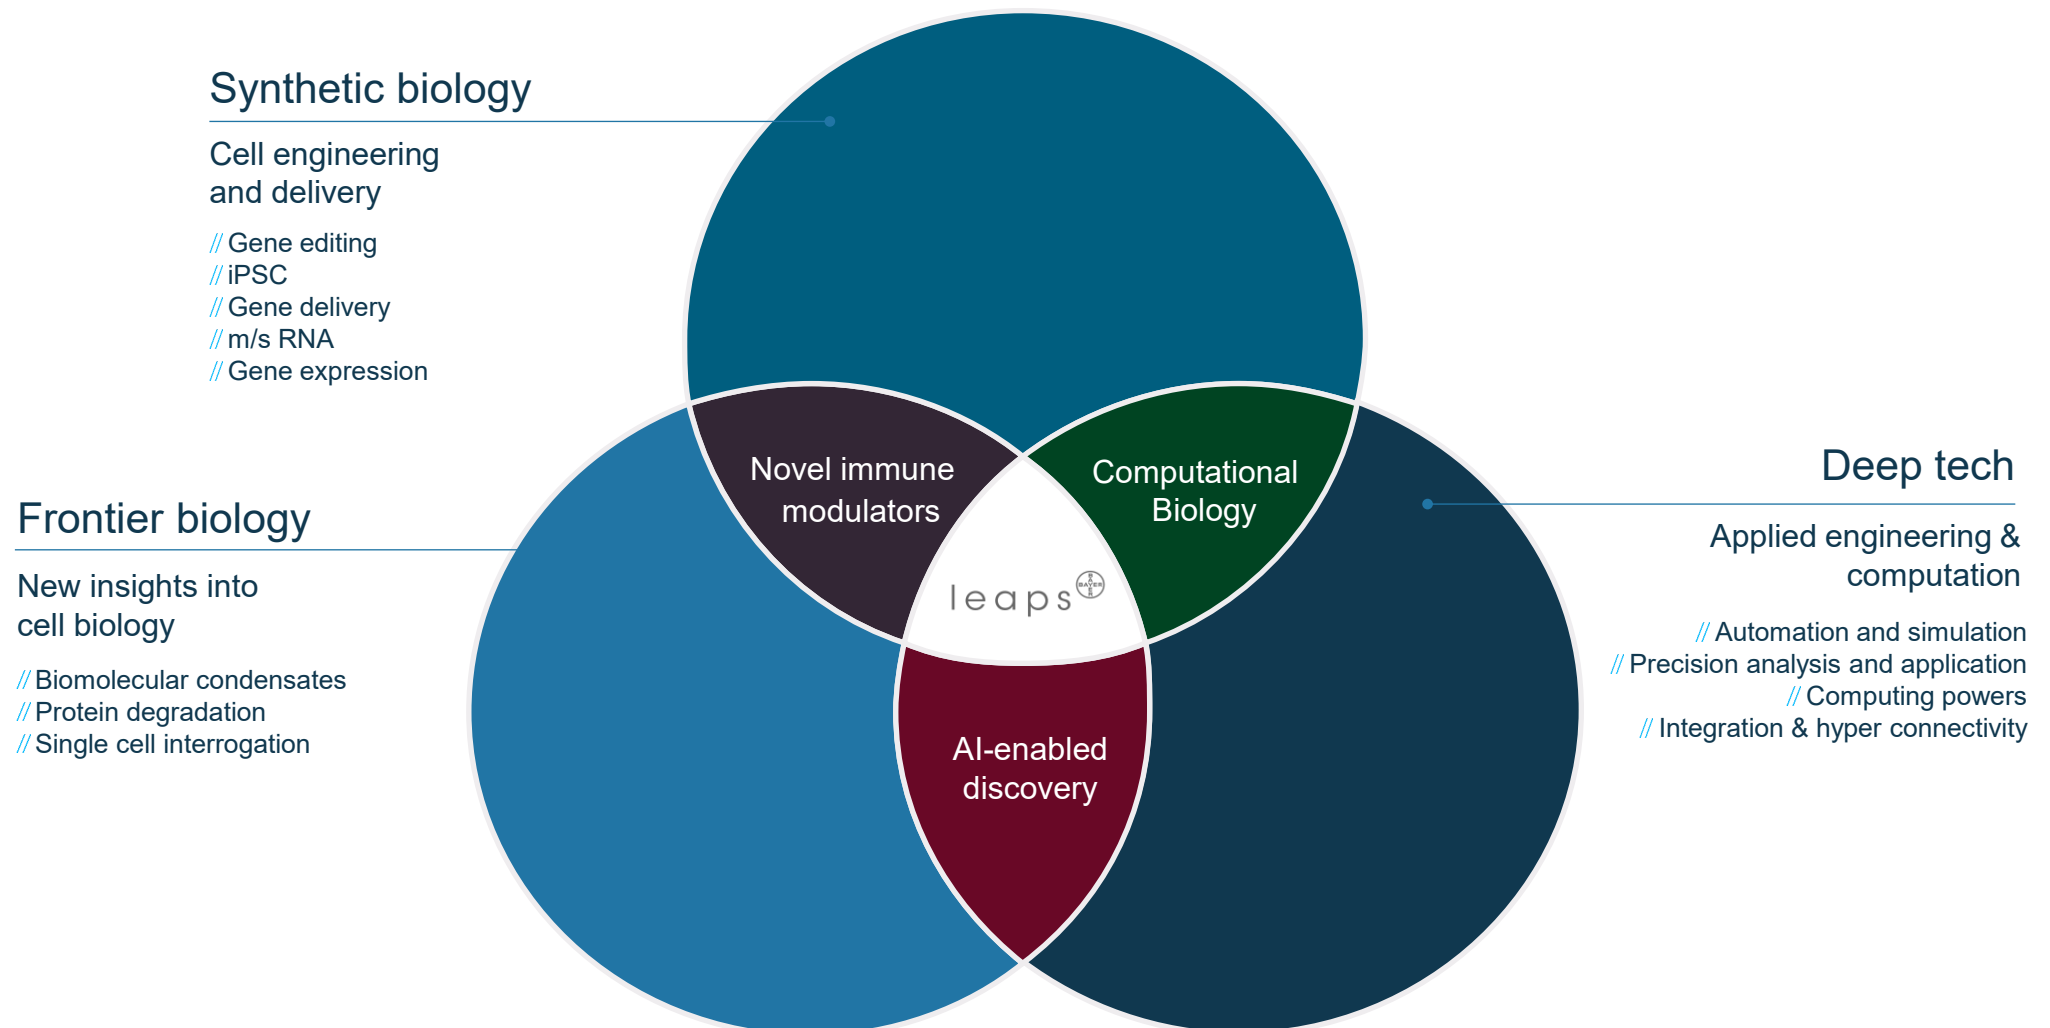 Synthetic biology
Cell engineering
and delivery
// Gene editing
// iPSC
// Gene delivery
// m/s RNA
// Gene expression
Frontier biology
New insights into
cell biology
// Biomolecular condensates
// Protein degradation
// Single cell interrogation
Novel immune
modulators
Computational
Biology
leaps
BAYER
BAYER
AI-enabled
discovery
Deep tech
Applied engineering &
computation
// Automation and simulation
// Precision analysis and application
// Computing powers
// Integration & hyper connectivity